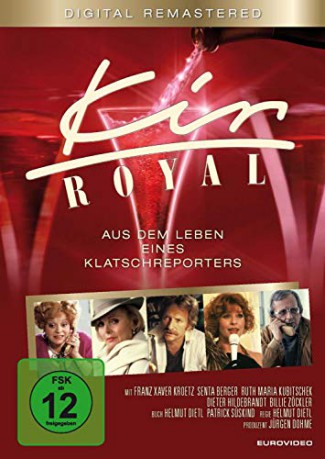 DIGITAL REMASTERED
Kir
ROYAL
AUS DEM LEBEN
EINES
KLATSCHREPORTERS
FSK
ab
12
freigegeben
MIT FRANZ XAVER KROETZ SENTA BERGER RUTH MARIA KUBITSCHEK
DIETER HILDEBRANDT BILLIE ZÖCKLER
BUCH HELMUT DIETL PATRICK SÜSKIND REGIE HELMUT DIETL
PRODUZENT JÜRGEN DOHME
EUROVIDEO